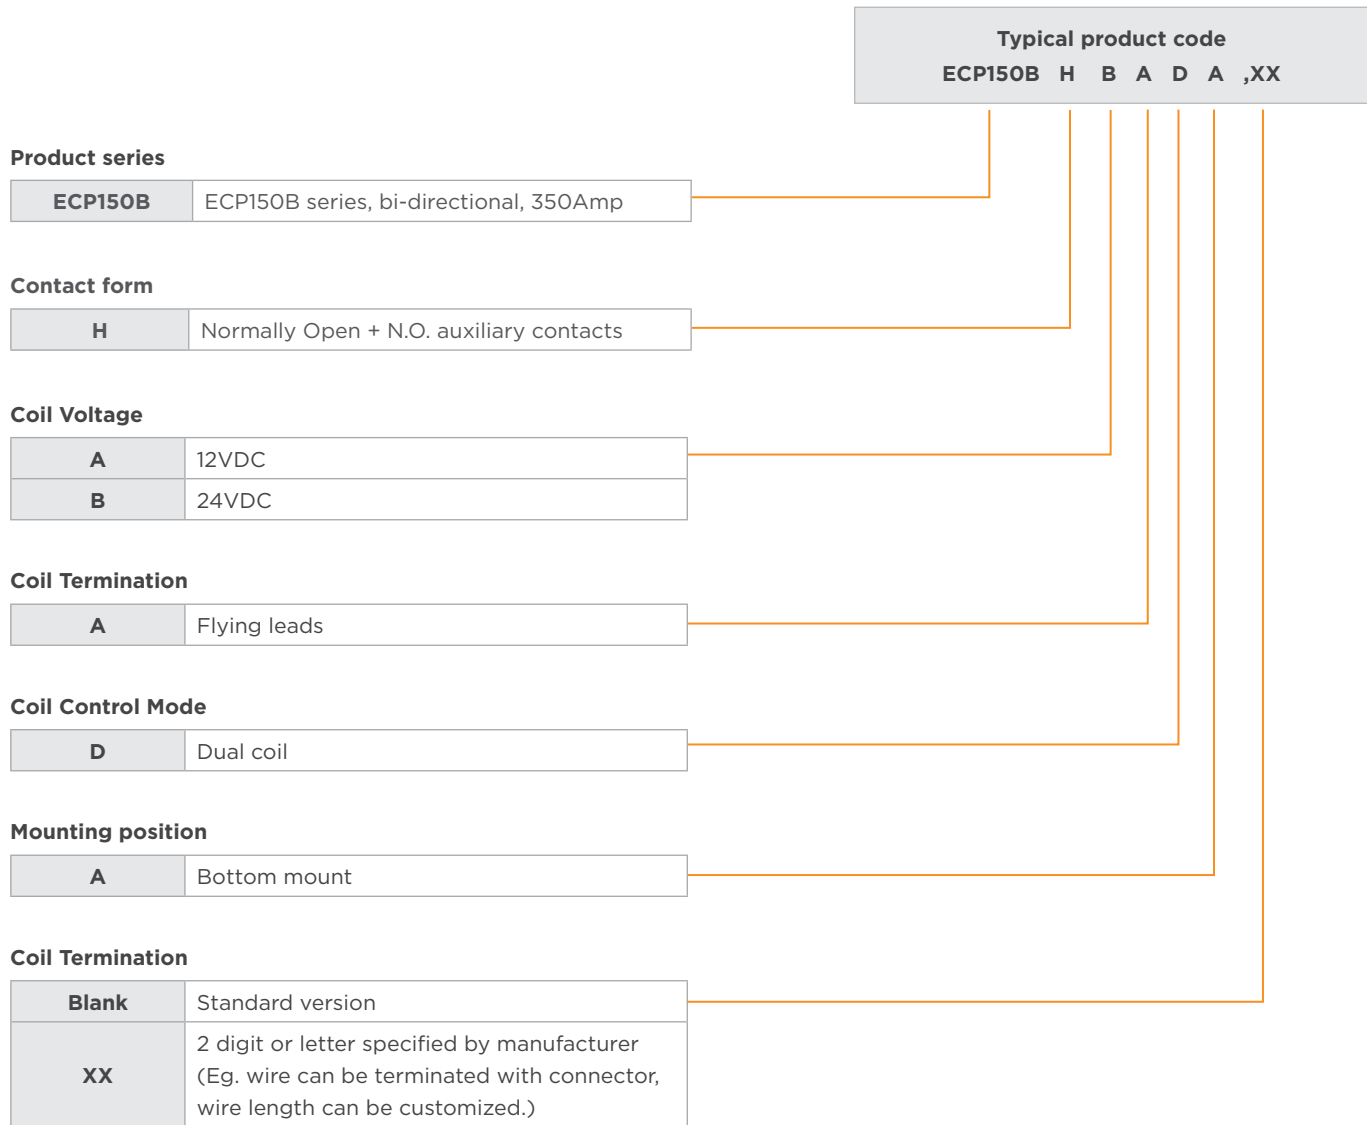 Typical product code
ECP150B H B A D A ,XX
Product series
ECP150B ECP150B series, bi-directional, 350Amp
Contact form
H Normally Open + N.O. auxiliary contacts
Coil Voltage
A 12VDC
B 24VDC
Coil Termination
A Flying leads
Coil Control Mode
D Dual coil
Mounting position
A Bottom mount
Coil Termination
Blank Standard version
XX 2 digit or letter specified by manufacturer
(Eg. wire can be terminated with connector,
wire length can be customized.)